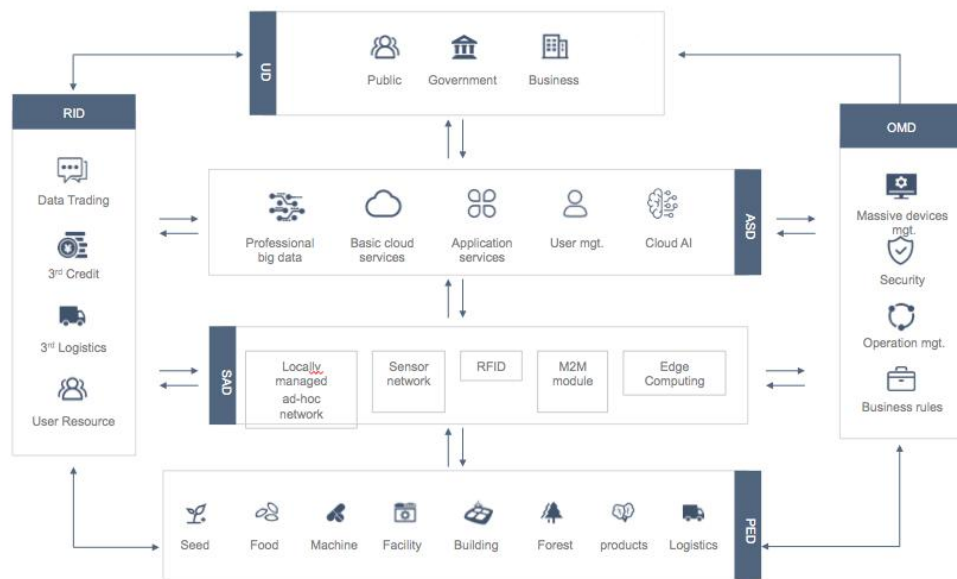 UD
Public
Government
Business
RID
Data Trading
3rd Credit
3rd Logistics
User Resource
ASD
Professional
big data
Basic cloud
services
Application
services
User mgt.
Cloud AI
OMD
Massive devices
mgt.
Security
Operation mgt.
Business rules
SAD
Locally
managed
ad-hoc
network
Sensor
network
RFID
M2M
module
Edge
Computing
PED
Seed
Food
Machine
Facility
Building
Forest
products
Logistics